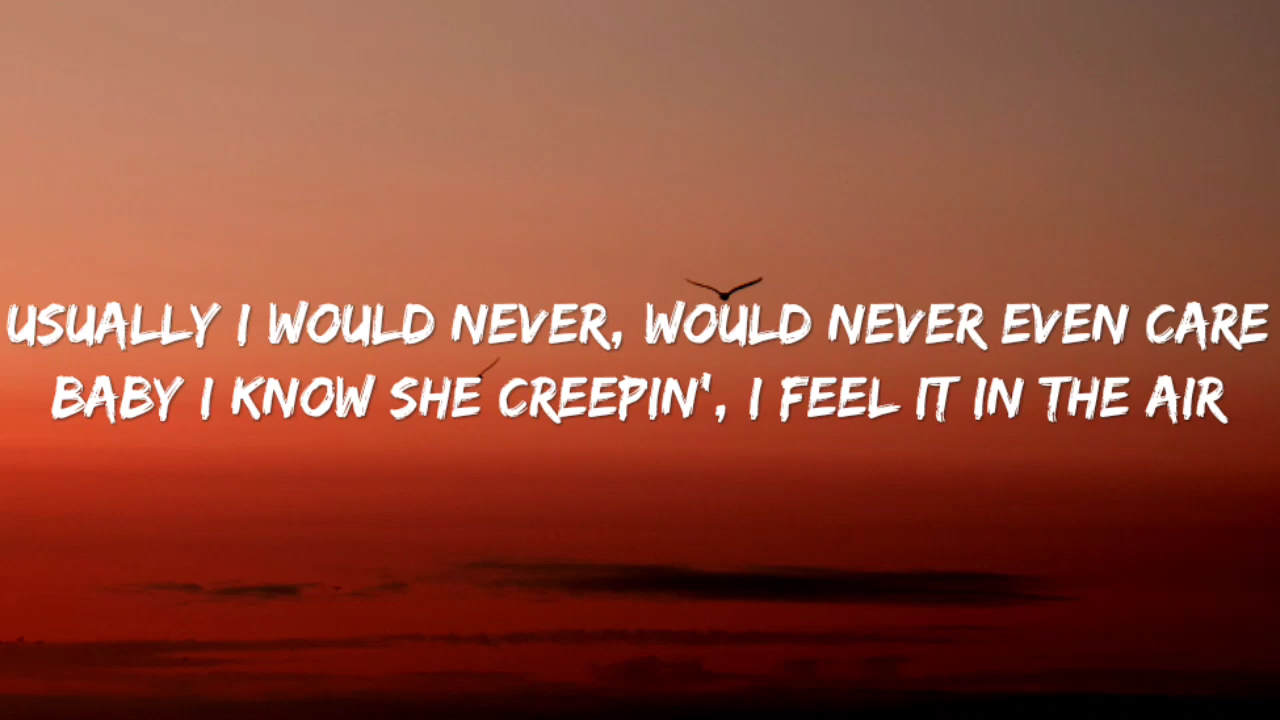 USUALLY I WOULD NEVER, WOULD NEVER EVEN CARE
BABY I KNOW SHE CREEPIN', I FEEL IT IN THE AIR